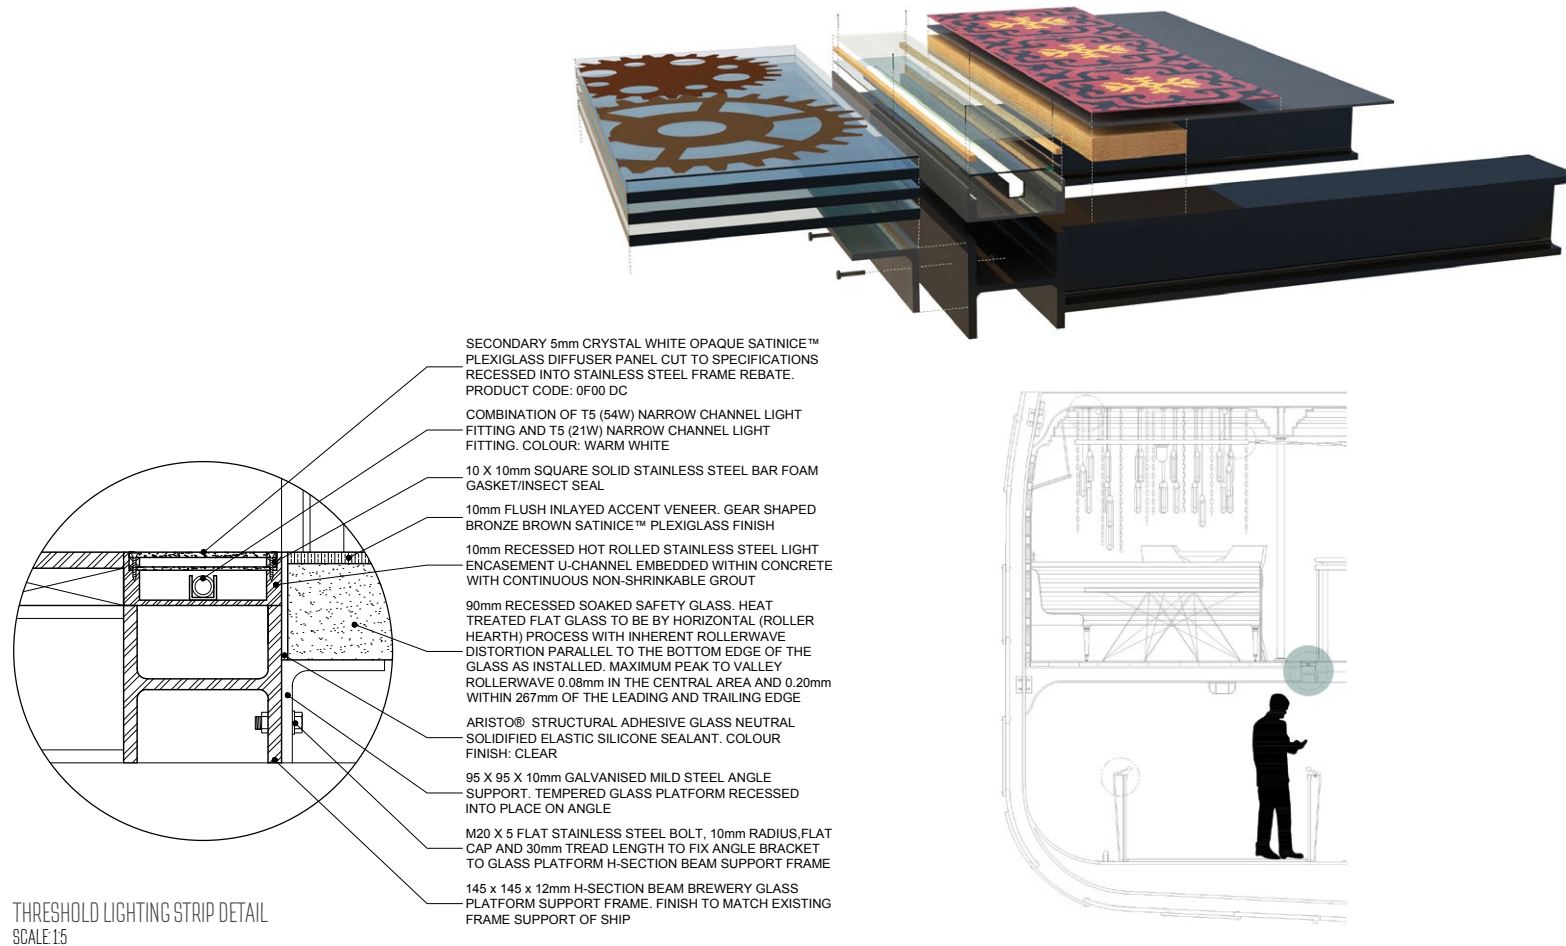 SECONDARY 5mm CRYSTAL WHITE OPAQUE SATINICE™
PLEXIGLASS DIFFUSER PANEL CUT TO SPECIFICATIONS
RECESSED INTO STAINLESS STEEL FRAME REBATE.
PRODUCT CODE: 0F00 DC
COMBINATION OF T5 (54W) NARROW CHANNEL LIGHT
FITTING AND T5 (21W) NARROW CHANNEL LIGHT
FITTING. COLOUR: WARM WHITE
10 X 10mm SQUARE SOLID STAINLESS STEEL BAR FOAM
GASKET/INSECT SEAL
10mm FLUSH INLAYED ACCENT VENEER. GEAR SHAPED
BRONZE BROWN SATINICE™ PLEXIGLASS FINISH
10mm RECESSED HOT ROLLED STAINLESS STEEL LIGHT
ENCASEMENT U-CHANNEL EMBEDDED WITHIN CONCRETE
WITH CONTINUOUS NON-SHRINKABLE GROUT
90mm RECESSED SOAKED SAFETY GLASS. HEAT
TREATED FLAT GLASS TO BE BY HORIZONTAL (ROLLER
HEARTH) PROCESS WITH INHERENT ROLLERWAVE
DISTORTION PARALLEL TO THE BOTTOM EDGE OF THE
GLASS AS INSTALLED. MAXIMUM PEAK TO VALLEY
ROLLERWAVE 0.08mm IN THE CENTRAL AREA AND 0.20mm
WITHIN 267mm OF THE LEADING AND TRAILING EDGE
ARISTO® STRUCTURAL ADHESIVE GLASS NEUTRAL
SOLIDIFIED ELASTIC SILICONE SEALANT. COLOUR
FINISH: CLEAR
95 X 95 X 10mm GALVANISED MILD STEEL ANGLE
SUPPORT. TEMPERED GLASS PLATFORM RECESSED
INTO PLACE ON ANGLE
M20 X 5 FLAT STAINLESS STEEL BOLT, 10mm RADIUS,FLAT
CAP AND 30mm TREAD LENGTH TO FIX ANGLE BRACKET
TO GLASS PLATFORM H-SECTION BEAM SUPPORT FRAME
145 x 145 x 12mm H-SECTION BEAM BREWERY GLASS
PLATFORM SUPPORT FRAME. FINISH TO MATCH EXISTING
FRAME SUPPORT OF SHIP
THRESHOLD LIGHTING STRIP DETAIL
SCALE: 1:5